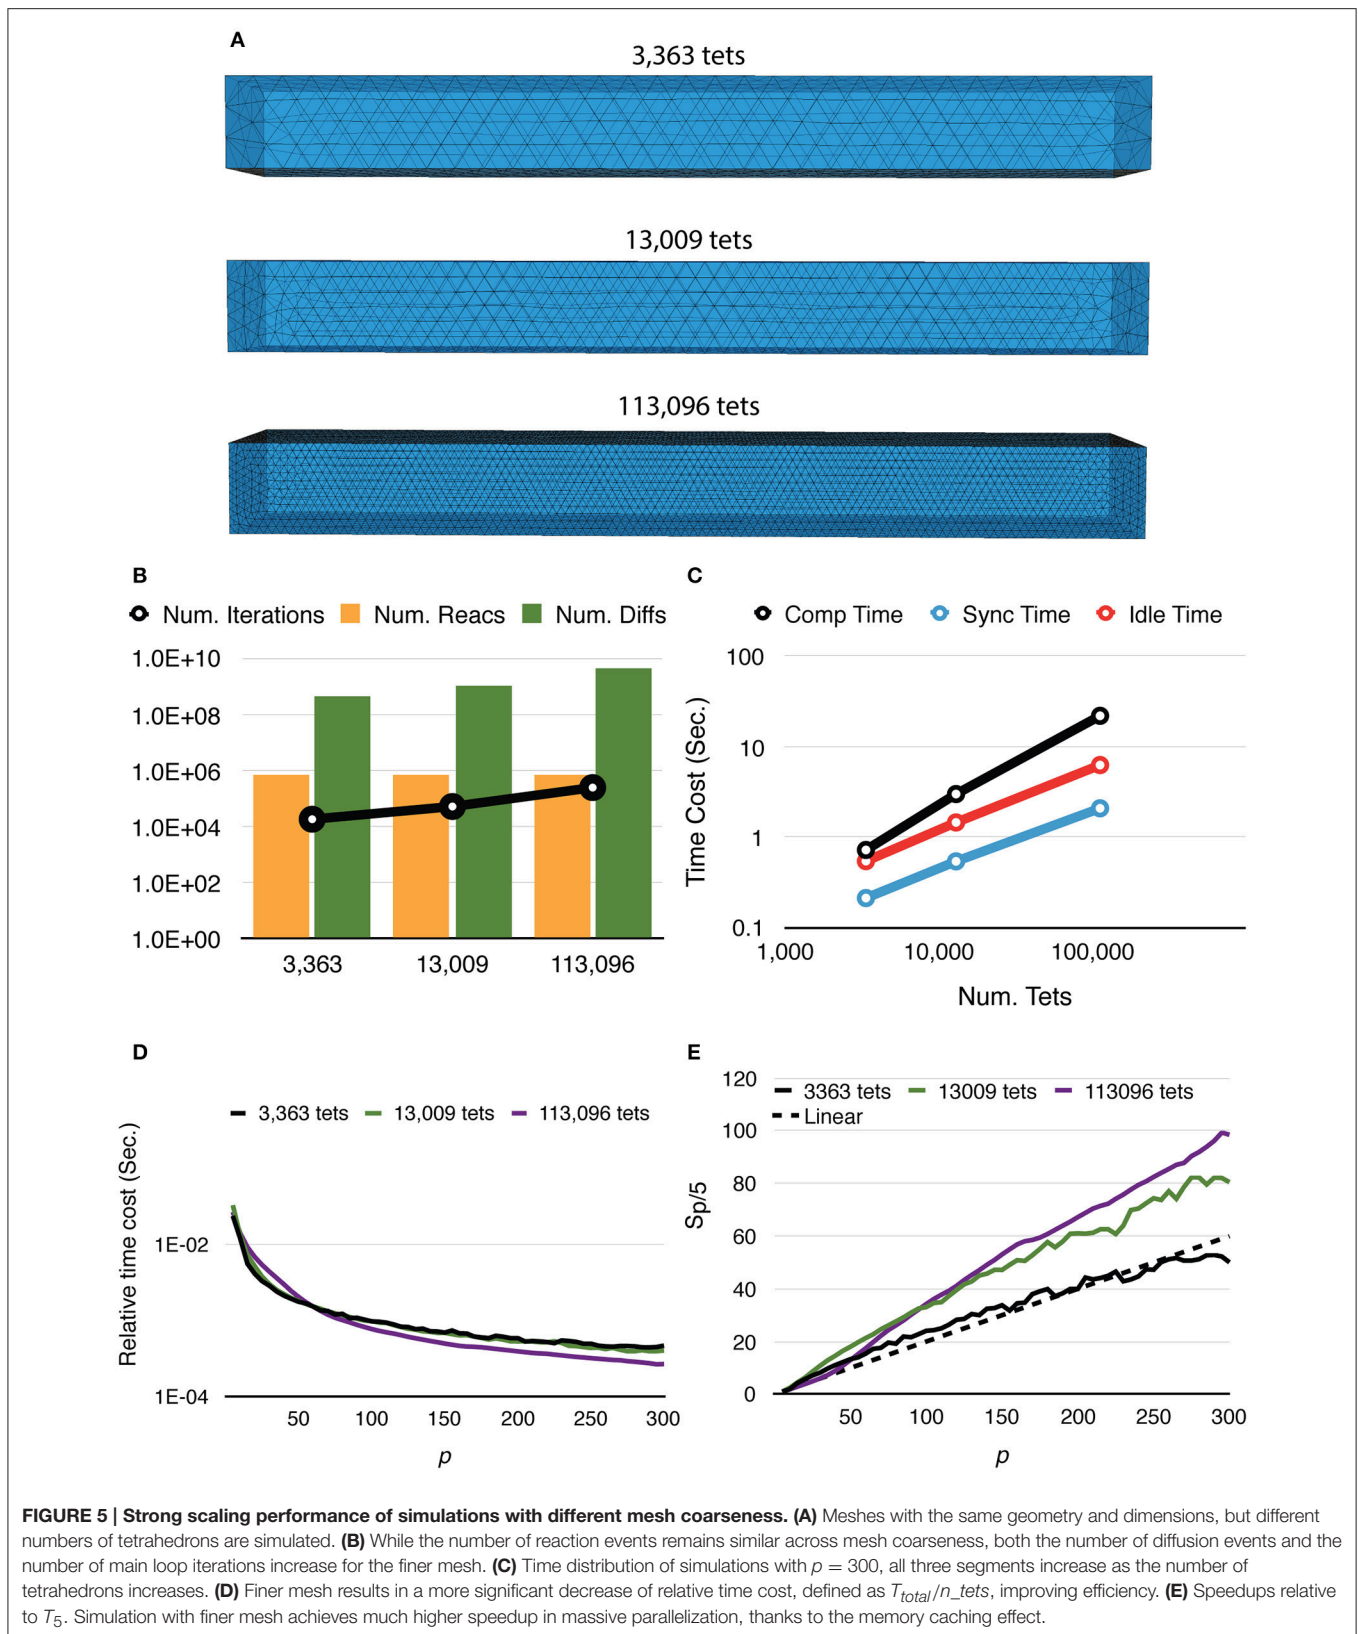 A
3,363 tets
13,009 tets
113,096 tets
B
Num. Iterations Num. Reacs Num. Diffs
1.0E+10
1.0E+08
1.0E+06
1.0E+04
1.0E+02
1.0E+00
3,363 13,009 113,096
C
Comp Time Sync Time Idle Time
Time Cost (Sec.)
100
10
1
0.1
1,000 10,000 100,000
Num. Tets
D
3,363 tets 13,009 tets 113,096 tets
Relative time cost (Sec.)
1E-02
1E-04
50 100 150 200 250 300
p
E
3363 tets 13009 tets 113096 tets
Linear
Sp/5
120
100
80
60
40
20
0
50 100 150 200 250 300
p
FIGURE 5 | Strong scaling performance of simulations with different mesh coarseness. (A) Meshes with the same geometry and dimensions, but different
numbers of tetrahedrons are simulated. (B) While the number of reaction events remains similar across mesh coarseness, both the number of diffusion events and the
number of main loop iterations increase for the finer mesh. (C) Time distribution of simulations with p = 300, all three segments increase as the number of
tetrahedrons increases. (D) Finer mesh results in a more significant decrease of relative time cost, defined as T_total/n_tets, improving efficiency. (E) Speedups relative
to T_5. Simulation with finer mesh achieves much higher speedup in massive parallelization, thanks to the memory caching effect.